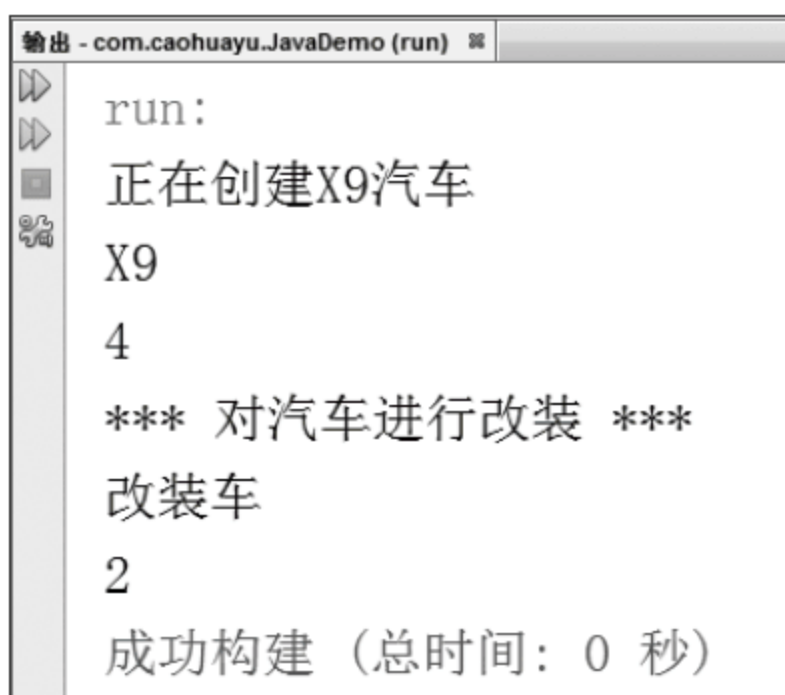 输出 - com.caohuayu.JavaDemo (run)
run:
正在创建X9汽车
X9
4
*** 对汽车进行改装 ***
改装车
2
成功构建 (总时间: 0 秒)